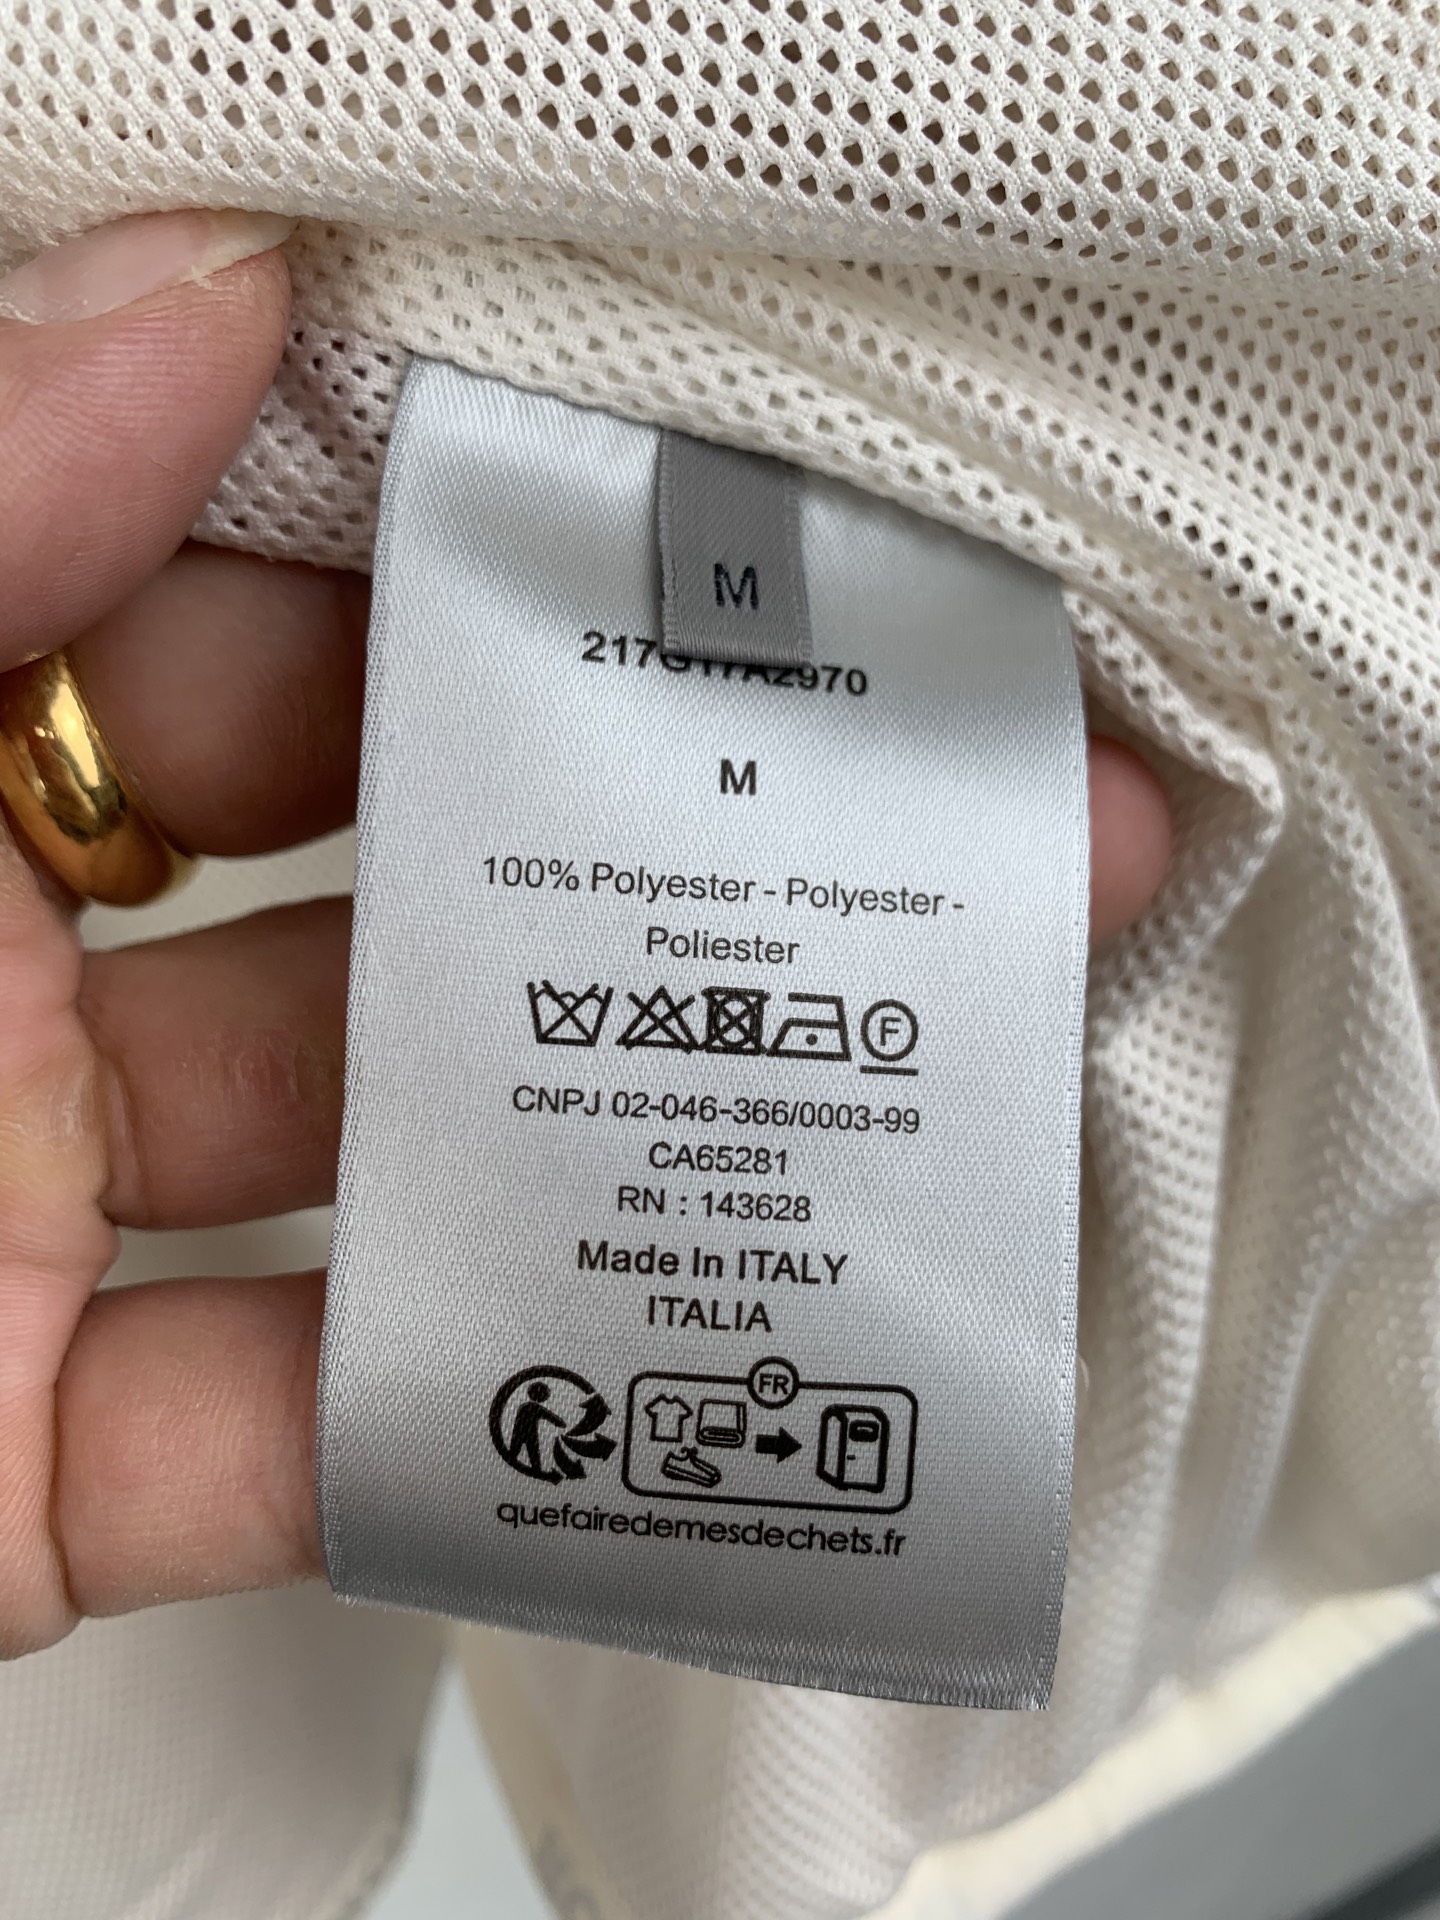 M
217G17A2970
M
100% Polyester - Polyester -
Poliester
F
CNPJ 02-046-366/0003-99
CA65281
RN : 143628
Made In ITALY
ITALIA
FR
quefairedemesdechets.fr